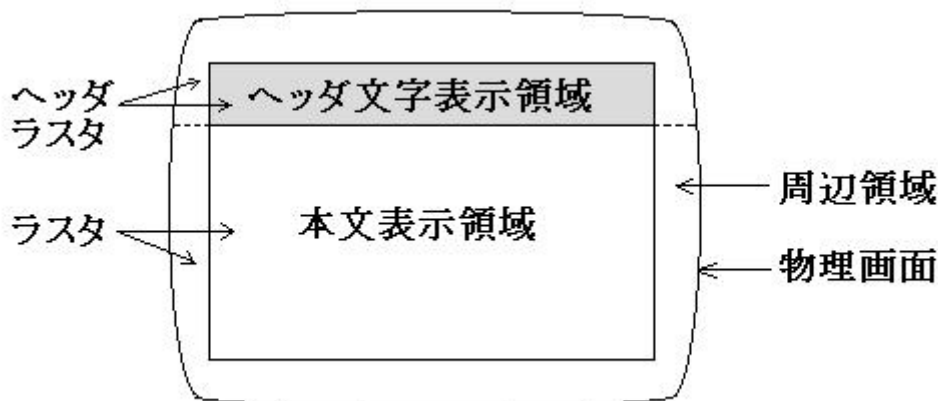 ヘッダ
ラスタ
ヘッダ文字表示領域
周辺領域
ラスタ
本文表示領域
物理画面